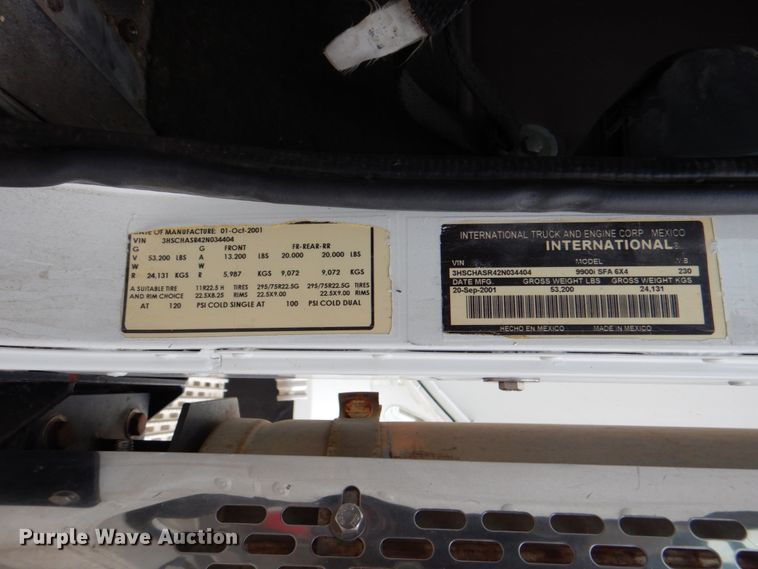 DATE OF MANUFACTURE: 01-Oct-2001
VIN 3HSCHASR42N034404
G G FRONT FR-REAR-RR
V 53,200 LBS A 13,200 LBS 20,000 20,000 LBS
W W
R 24,131 KGS R 5,987 KGS 9,072 9,072 KGS
A SUITABLE TIRE 11R22.5 H 295/75R22.5G 295/75R22.5G
AND RIM CHOICE 22.5X8.25 RIMS 22.5X9.00 RIMS 22.5X9.00 RIMS
AT 120 PSI COLD SINGLE AT 100 PSI COLD DUAL
INTERNATIONAL TRUCK AND ENGINE CORP MEXICO
INTERNATIONAL
VIN MODEL W.B.
3HSCHASR42N034404 9900i SFA 6X4 230
DATE MFG. GROSS WEIGHT LBS GROSS WEIGHT KGS
20-Sep-2001 53,200 24,131
HECHO EN MEXICO MADE IN MEXICO
Purple Wave Auction